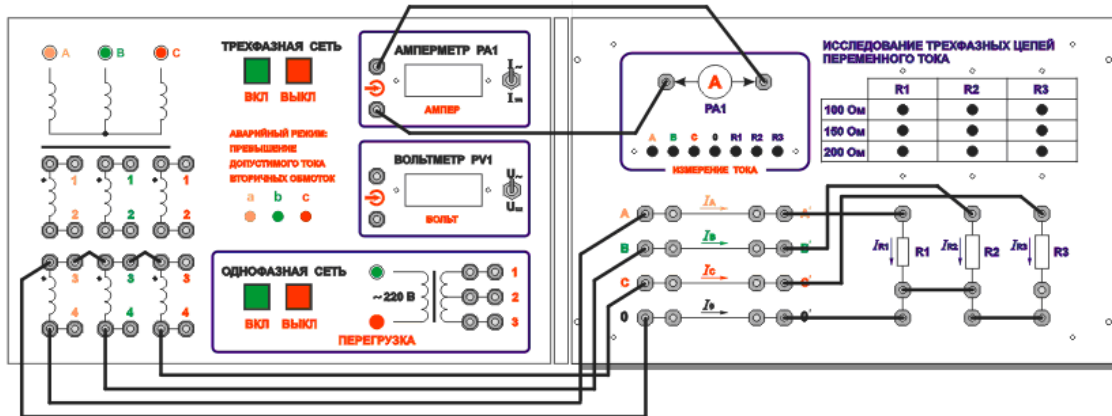 A B C
ТРЕХФАЗНАЯ СЕТЬ
ВКЛ ВЫКЛ
АВАРИЙНЫЙ РЕЖИМ:
ПРЕВЫШЕНИЕ
ДОПУСТИМОГО ТОКА
ВТОРИЧНЫХ ОБМОТОК
a b c
1 1 1
2 2 2
3 3 3
4 4 4
АМПЕРМЕТР PA1
I~
I=
АМПЕР
ВОЛЬТМЕТР PV1
U~
U=
ВОЛЬТ
ОДНОФАЗНАЯ СЕТЬ
ВКЛ ВЫКЛ
~220 В
1
2
3
ПЕРЕГРУЗКА
A
PA1
A B C 0 R1 R2 R3
ИЗМЕРЕНИЕ ТОКА
ИССЛЕДОВАНИЕ ТРЕХФАЗНЫХ ЦЕПЕЙ
ПЕРЕМЕННОГО ТОКА
R1 R2 R3
100 Ом
150 Ом
200 Ом
A IA A'
B IB B'
C IC C'
0 I0 0'
IR1 R1 IR2 R2 IR3 R3